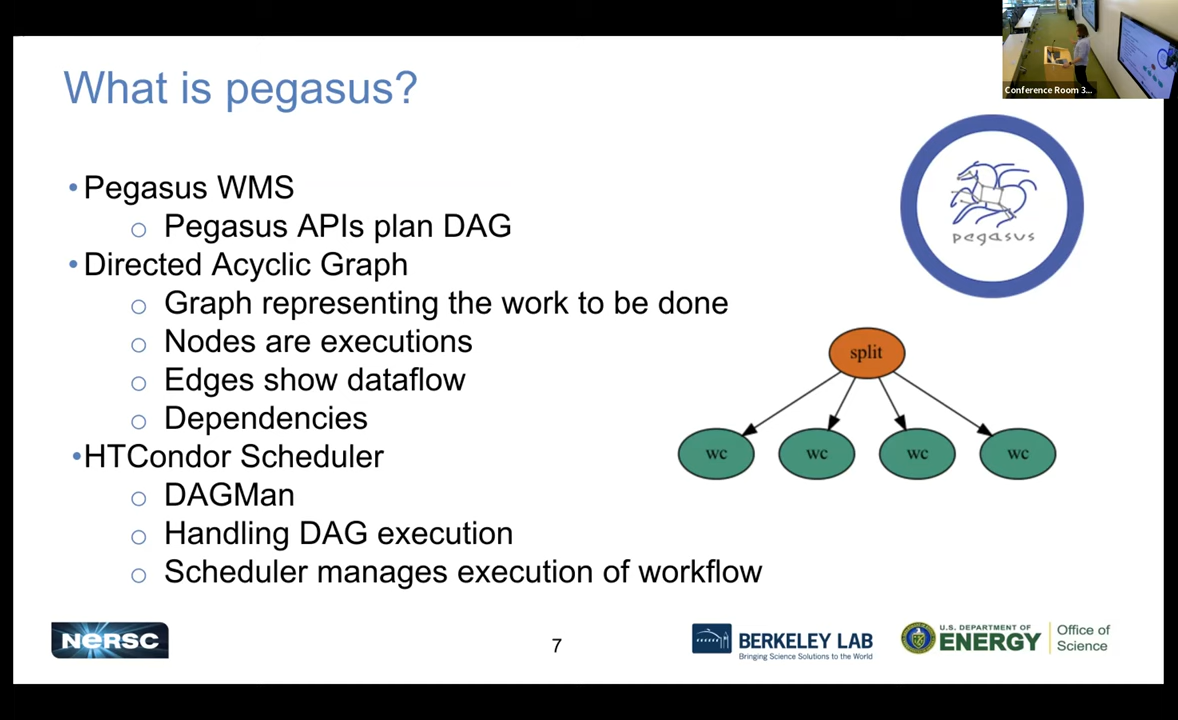 Conference Room 3...
What is pegasus?
• Pegasus WMS
o Pegasus APIs plan DAG
• Directed Acyclic Graph
o Graph representing the work to be done
o Nodes are executions
o Edges show dataflow
o Dependencies
• HTCondor Scheduler
o DAGMan
o Handling DAG execution
o Scheduler manages execution of workflow
pegasus
split
wc wc wc wc
NERSC
7
BERKELEY LAB
Bringing Science Solutions to the World
U.S. DEPARTMENT OF
ENERGY
Office of
Science